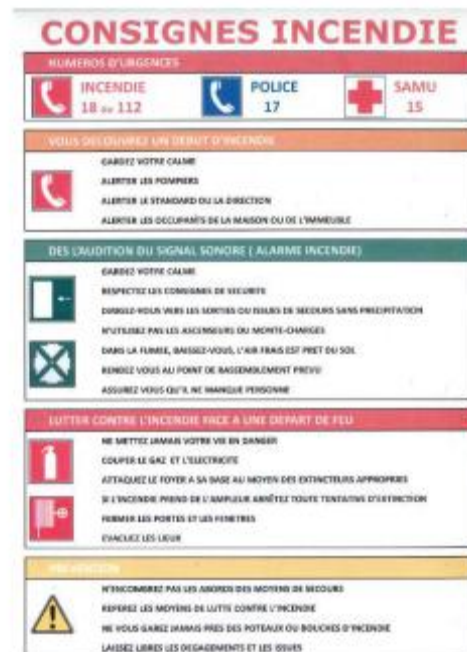 CONSIGNES INCENDIE
NUMEROS D'URGENCES
INCENDIE
18 ou 112
POLICE
17
SAMU
15
VOUS DECOUVREZ UN DEBUT D'INCENDIE
GARDEZ VOTRE CALME
ALERTER LES POMPIERS
ALERTER LE STANDARD OU LA DIRECTION
ALERTER LES OCCUPANTS DE LA MAISON OU DE L'IMMEUBLE
DES L'AUDITION DU SIGNAL SONORE ( ALARME INCENDIE)
GARDEZ VOTRE CALME
RESPECTEZ LES CONSIGNES DE SECURITE
DIRIGEZ-VOUS VERS LES SORTIES OU ISSUES DE SECOURS SANS PRECIPITATION
N'UTILISEZ PAS LES ASCENSEURS OU MONTE-CHARGES
DANS LA FUMEE, BAISSEZ-VOUS, L'AIR FRAIS EST PRET DU SOL
RENDEZ VOUS AU POINT DE RASSEMBLEMENT PREVU
ASSUREZ VOUS QU'IL NE MANQUE PERSONNE
LUTTER CONTRE L'INCENDIE FACE A UNE DEPART DE FEU
NE METTEZ JAMAIS VOTRE VIE EN DANGER
COUPER LE GAZ ET L'ELECTRICITE
ATTAQUEZ LE FOYER A SA BASE AU MOYEN DES EXTINCTEURS APPROPRIES
SI L'INCENDIE PREND DE L'AMPLEUR ARRÊTEZ TOUTE TENTATIVE D'EXTINCTION
FERMER LES PORTES ET LES FENETRES
EVACUEZ LES LIEUX
PREVENTION
N'ENCOMBREZ PAS LES ABORDS DES MOYENS DE SECOURS
REPEREZ LES MOYENS DE LUTTE CONTRE L'INCENDIE
NE VOUS GAREZ JAMAIS PRES DES POTEAUX OU BOUCHES D'INCENDIE
LAISSEZ LIBRES LES DEGAGEMENTS ET LES ISSUES